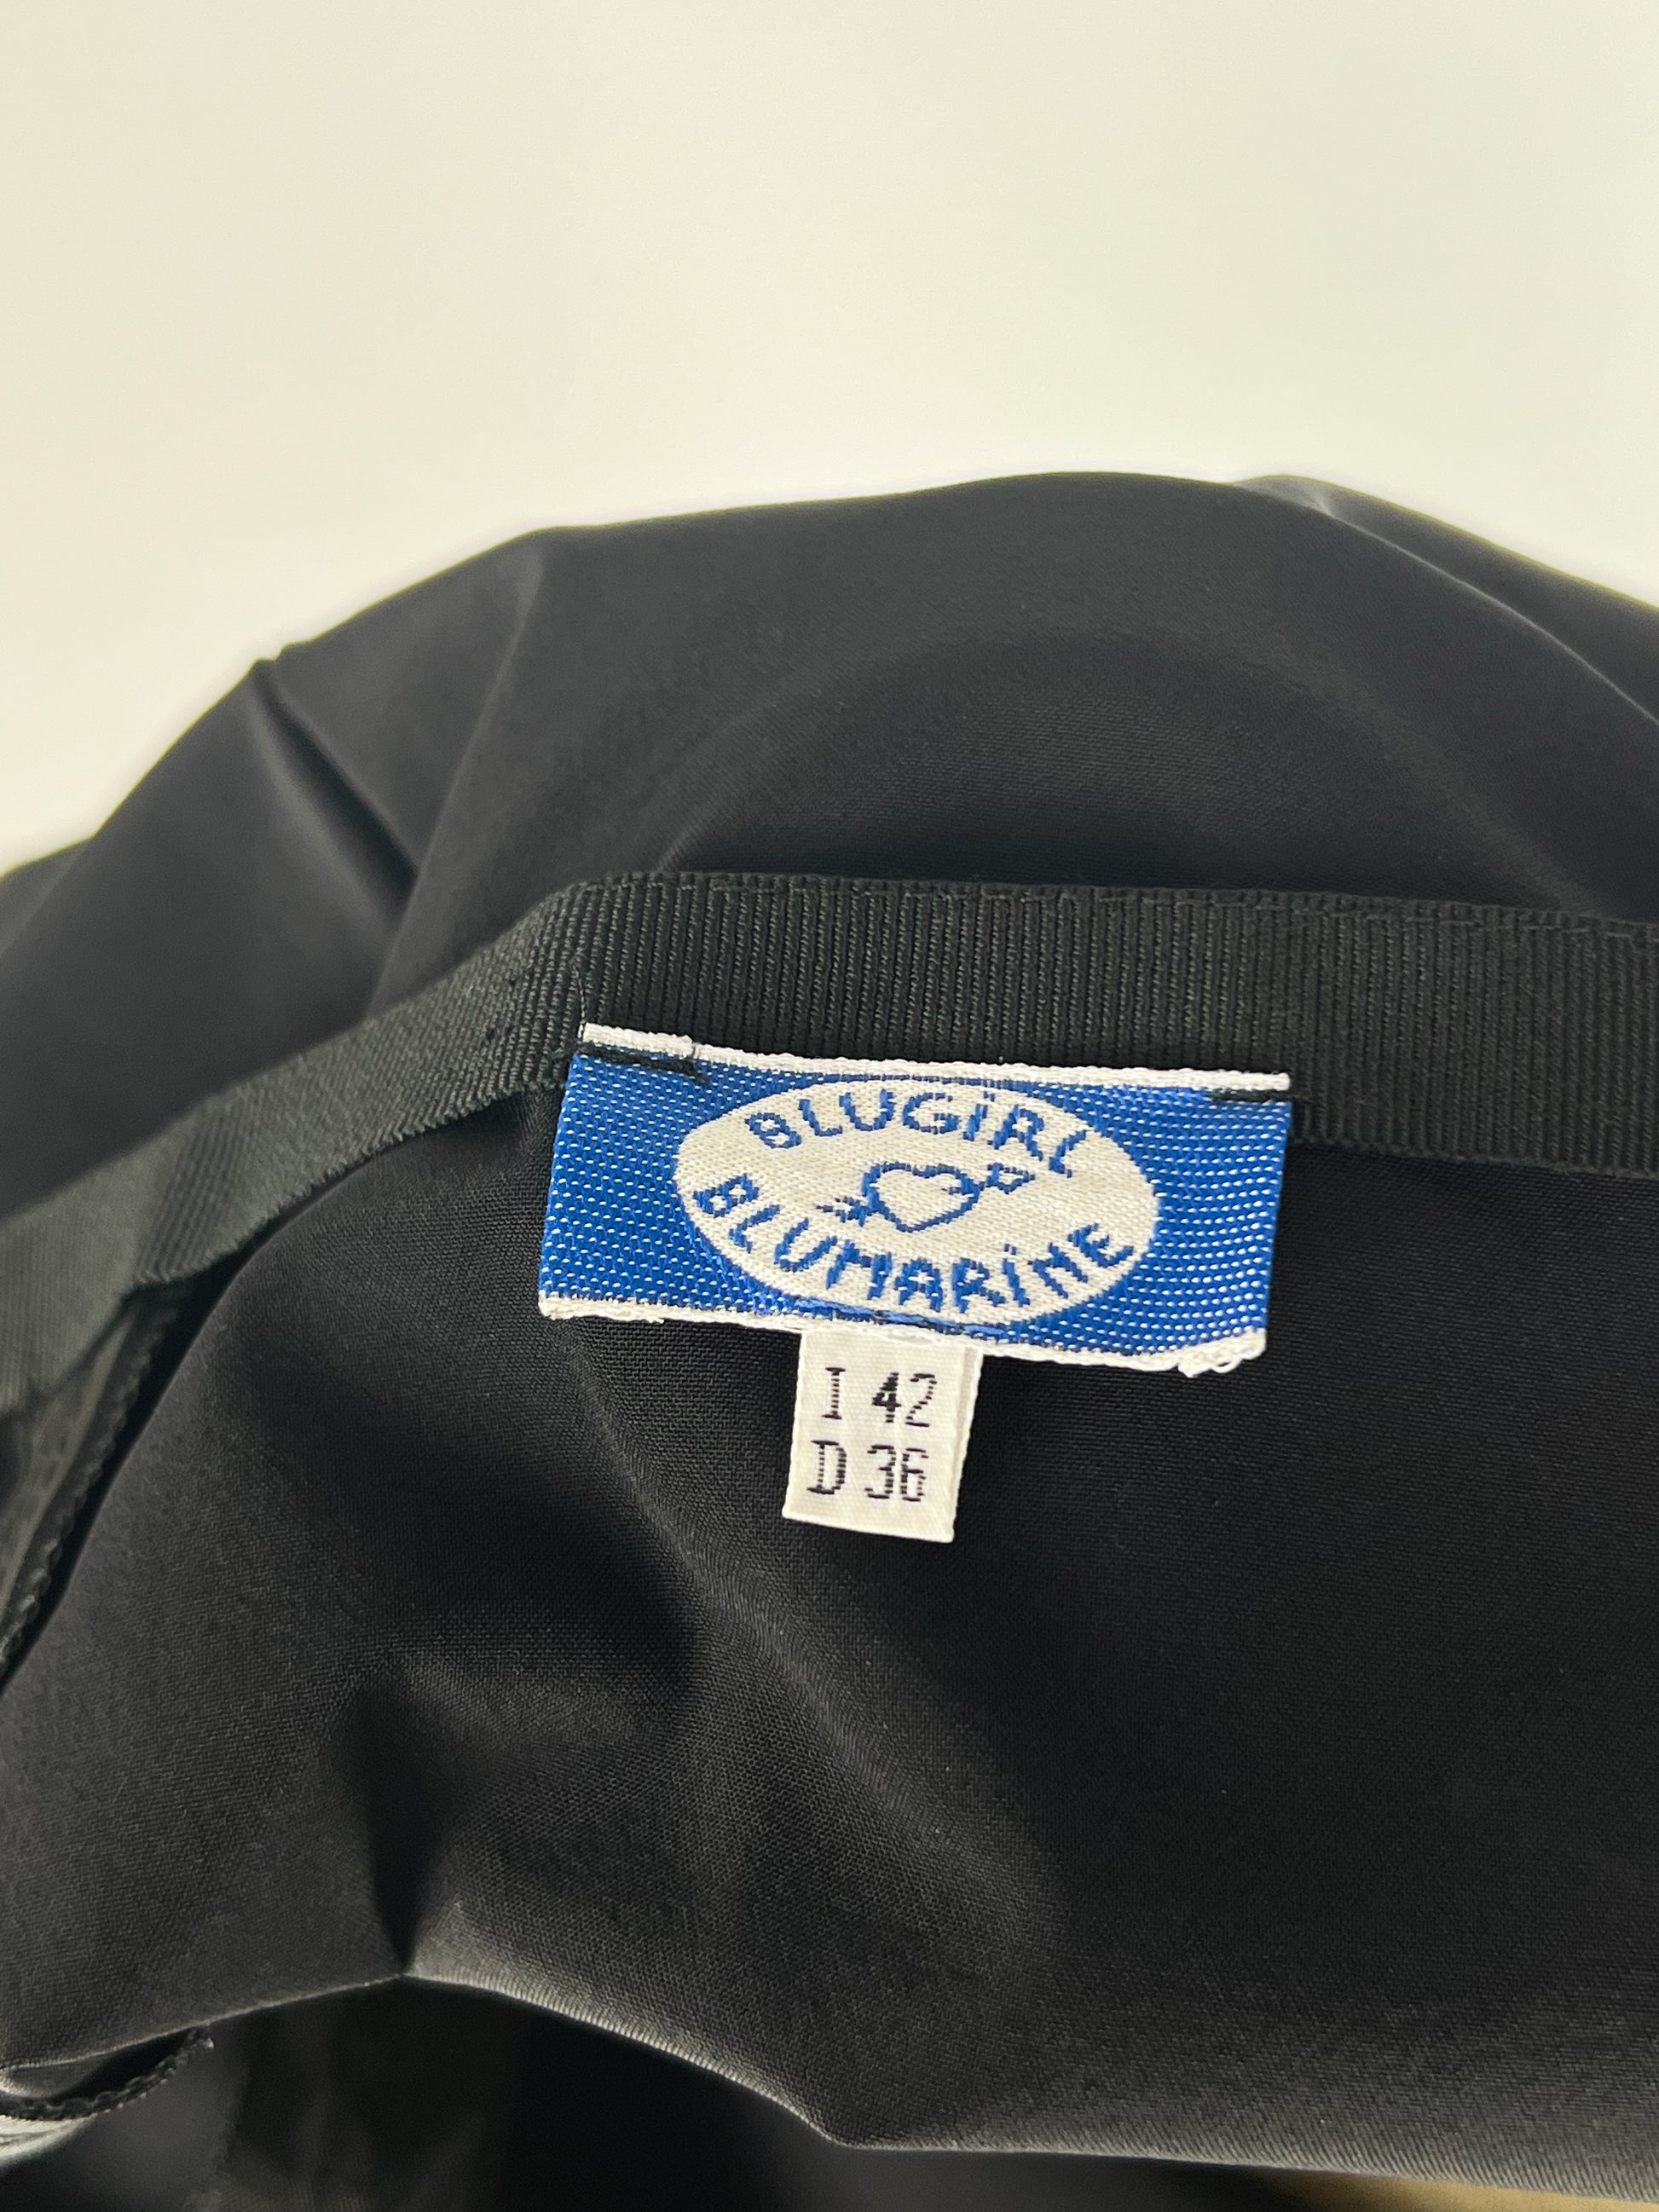 BLUGiRL
BLUMARiNE
I 42
D 36